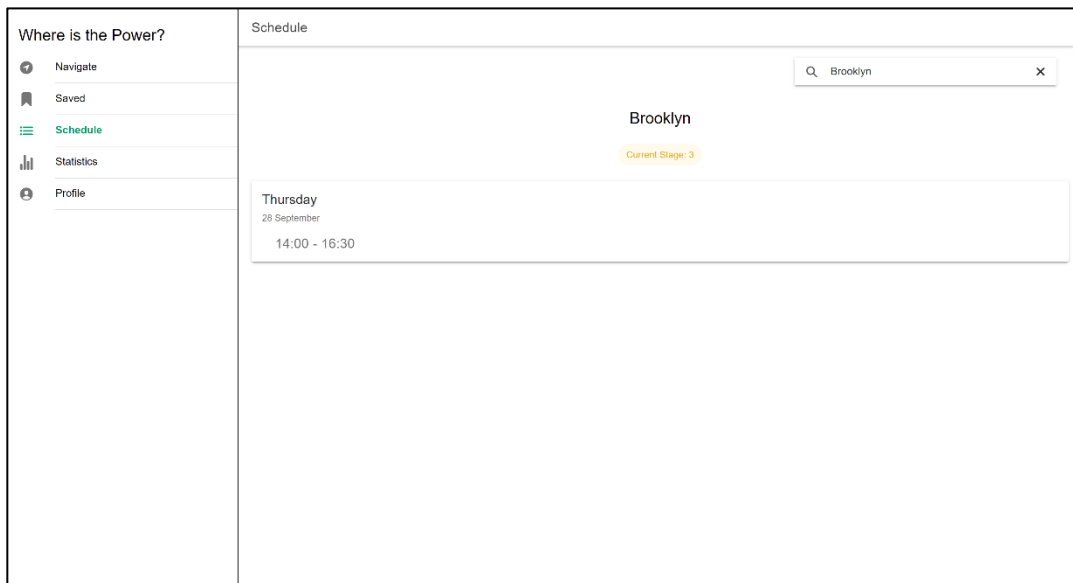 Where is the Power?
Navigate
Saved
Schedule
Statistics
Profile
Schedule
Brooklyn
Brooklyn
Current Stage: 3
Thursday
28 September
14:00 - 16:30